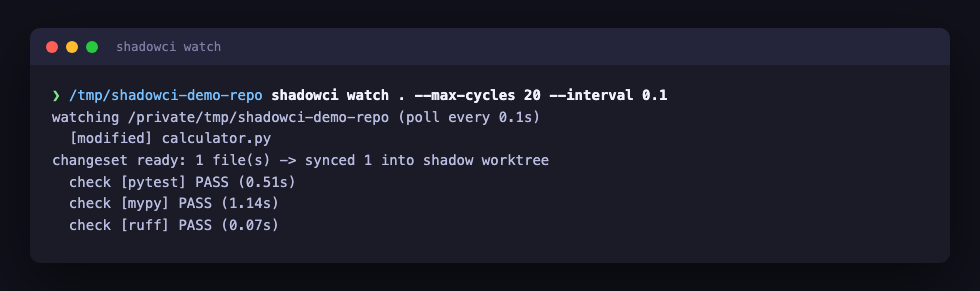 shadowci watch
❯ /tmp/shadowci-demo-repo shadowci watch . --max-cycles 20 --interval 0.1
watching /private/tmp/shadowci-demo-repo (poll every 0.1s)
[modified] calculator.py
changeset ready: 1 file(s) -> synced 1 into shadow worktree
check [pytest] PASS (0.51s)
check [mypy] PASS (1.14s)
check [ruff] PASS (0.07s)